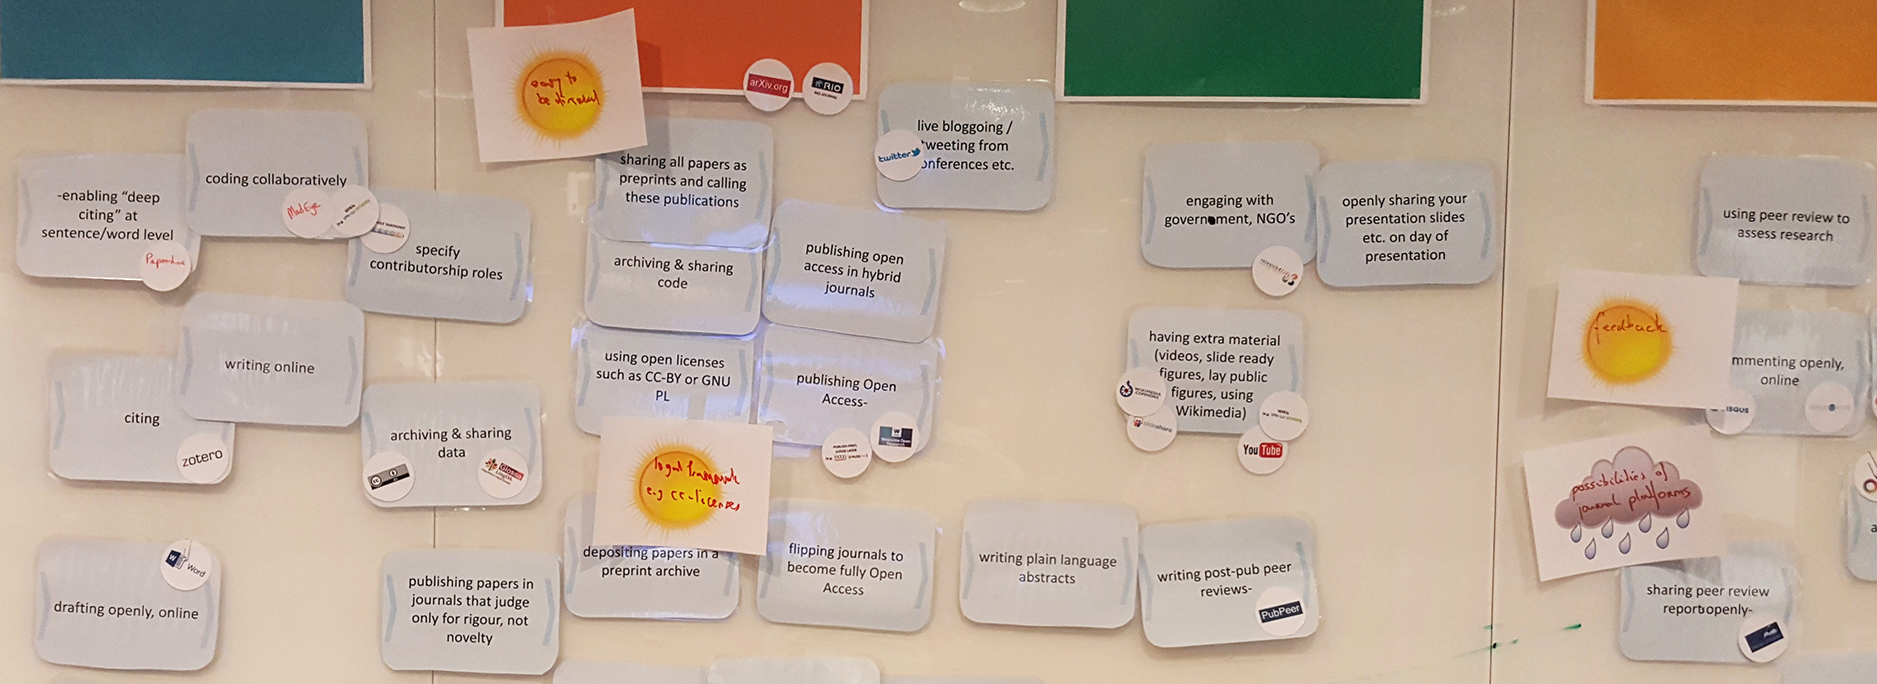 -enabling “deep
citing” at
sentence/word level
coding collaboratively
MadEye
specify
contributorship roles
writing online
citing
zotero
archiving & sharing
data
Word
drafting openly, online
publishing papers in
journals that judge
only for rigour, not
novelty
easy to
arXiv.org
RIO
sharing all papers as
preprints and calling
these publications
archiving & sharing
code
publishing open
access in hybrid
journals
using open licenses
such as CC-BY or GNU
PL
publishing Open
Access-
e.g cc-licenses
depositing papers in a
preprint archive
flipping journals to
become fully Open
Access
live bloggoing /
tweeting from
conferences etc.
twitter
writing plain language
abstracts
engaging with
government, NGO’s
openly sharing your
presentation slides
etc. on day of
presentation
having extra material
(videos, slide ready
figures, lay public
figures, using
Wikimedia)
slideshare
YouTube
writing post-pub peer
reviews-
PubPeer
using peer review to
assess research
feedback
mmenting openly,
online
ISQUS
possibilities of
journal platforms
sharing peer review
report openly-